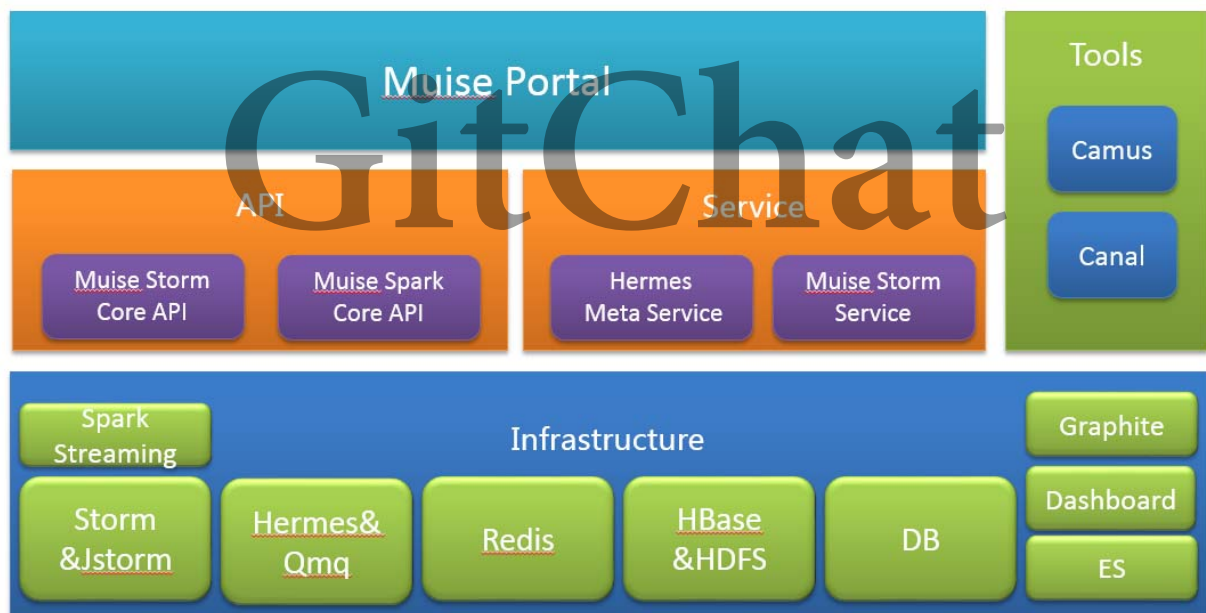 Muise Portal
GitChat
Tools
Camus
Canal
API
Muise Storm
Core API
Muise Spark
Core API
Service
Hermes
Meta Service
Muise Storm
Service
Infrastructure
Spark
Streaming
Storm
&Jstorm
Hermes&
Qmq
Redis
HBase
&HDFS
DB
Graphite
Dashboard
ES